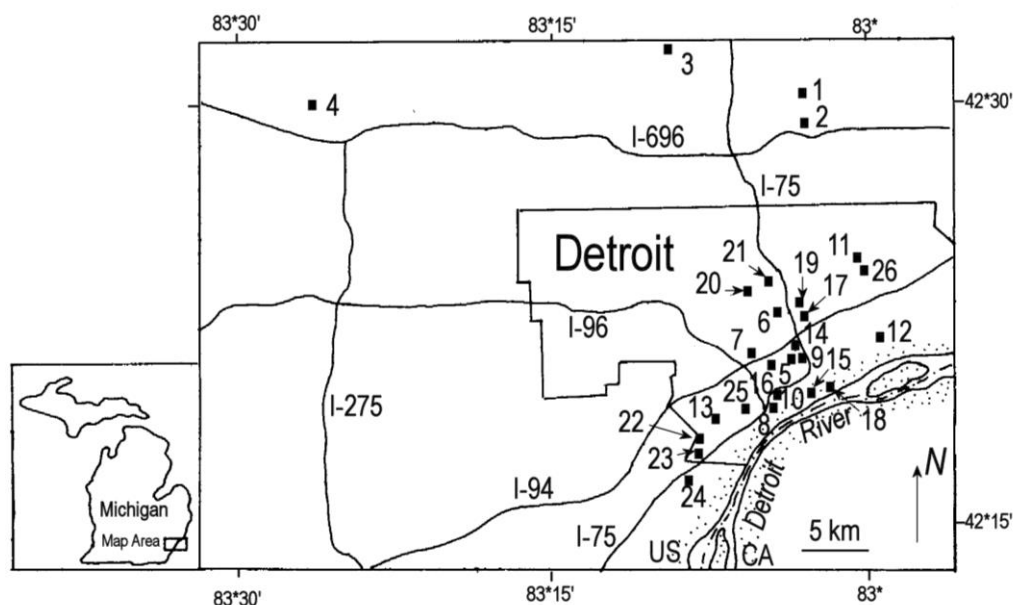 83*30'
83*15'
83*
3
1
4
42*30'
2
I-696
I-75
Detroit
11
21
19
26
20
17
6
I-96
14
12
7
5
9
15
16
25
10
I-275
13
8
River
18
22
23
N
Michigan
24
I-94
Detroit
Map Area
5 km
42*15'
I-75
US
CA
83*30'
83*15'
83*